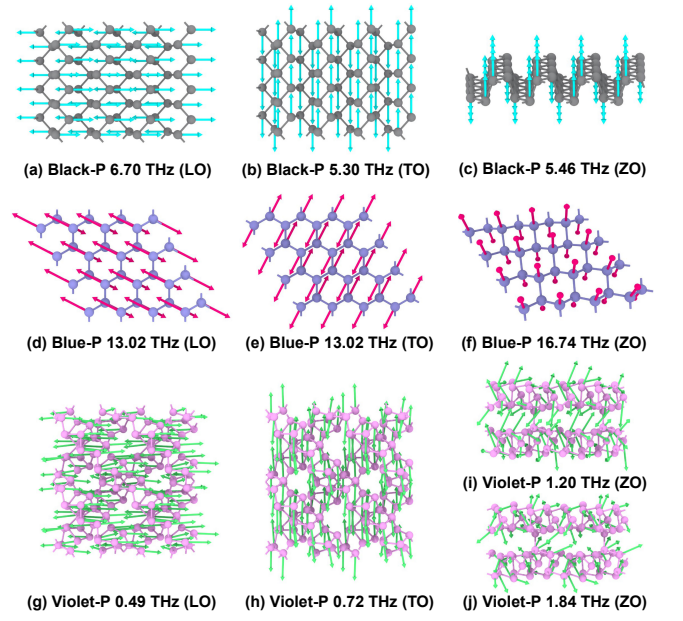 (a) Black-P 6.70 THz (LO)
(b) Black-P 5.30 THz (TO)
(c) Black-P 5.46 THz (ZO)
(d) Blue-P 13.02 THz (LO)
(e) Blue-P 13.02 THz (TO)
(f) Blue-P 16.74 THz (ZO)
(i) Violet-P 1.20 THz (ZO)
(g) Violet-P 0.49 THz (LO)
(h) Violet-P 0.72 THz (TO)
(j) Violet-P 1.84 THz (ZO)